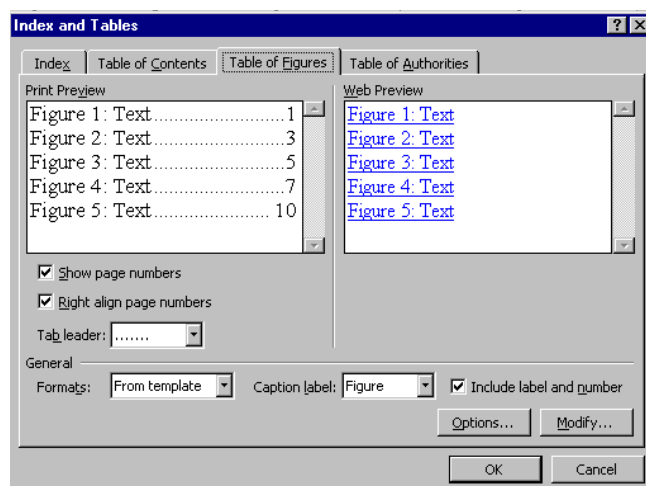 Index and Tables
Index Table of Contents Table of Figures Table of Authorities
Print Preview Web Preview
Figure 1: Text..........................1 Figure 1: Text
Figure 2: Text..........................3 Figure 2: Text
Figure 3: Text..........................5 Figure 3: Text
Figure 4: Text..........................7 Figure 4: Text
Figure 5: Text........................ 10 Figure 5: Text
Show page numbers
Right align page numbers
Tab leader: .......
General
Formats: From template Caption label: Figure Include label and number
Options... Modify...
OK Cancel